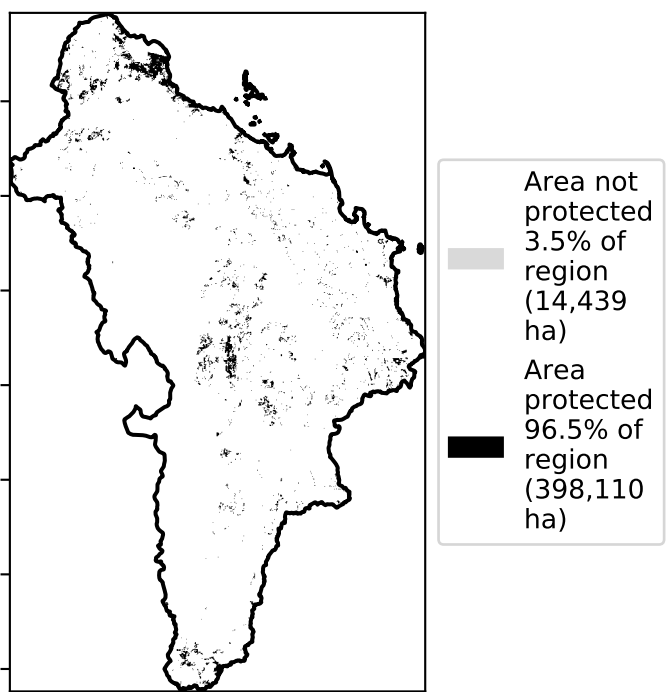 Area not
protected
3.5% of
region
(14,439
ha)
Area
protected
96.5% of
region
(398,110
ha)